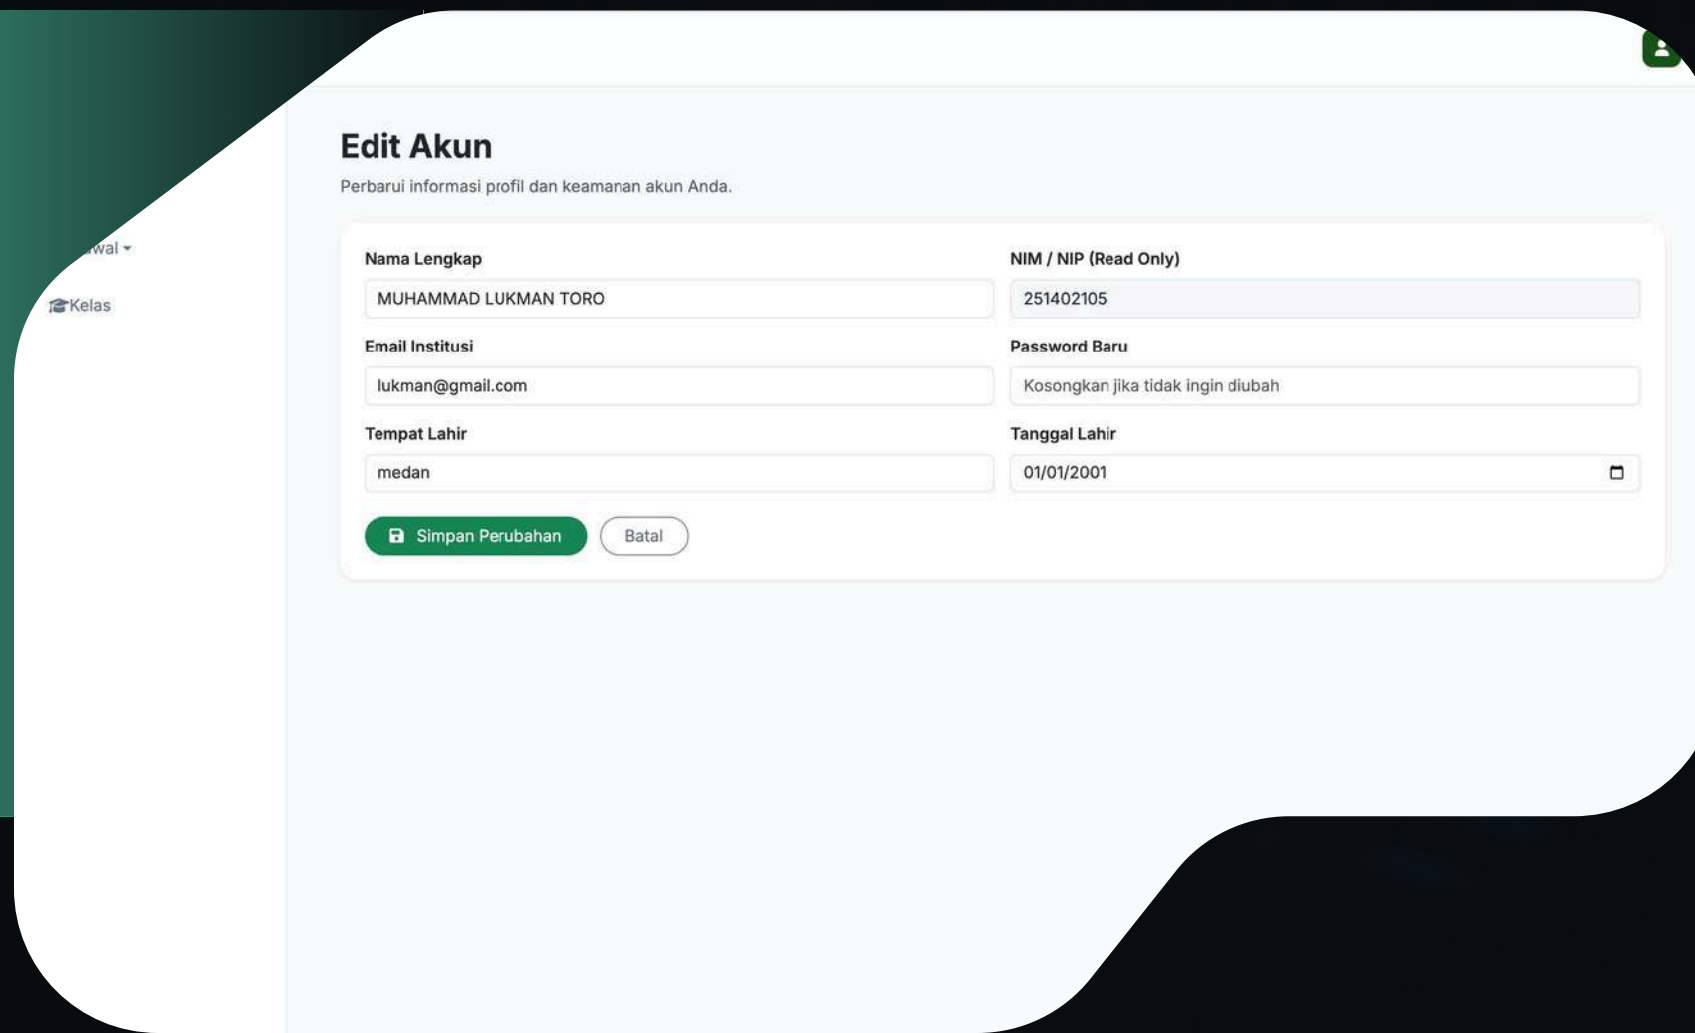 Edit Akun
Perbarui informasi profil dan keamanan akun Anda.
Kelas
Nama Lengkap
MUHAMMAD LUKMAN TORO
NIM / NIP (Read Only)
251402105
Email Institusi
lukman@gmail.com
Password Baru
Kosongkan jika tidak ingin diubah
Tempat Lahir
medan
Tanggal Lahir
01/01/2001
Simpan Perubahan
Batal